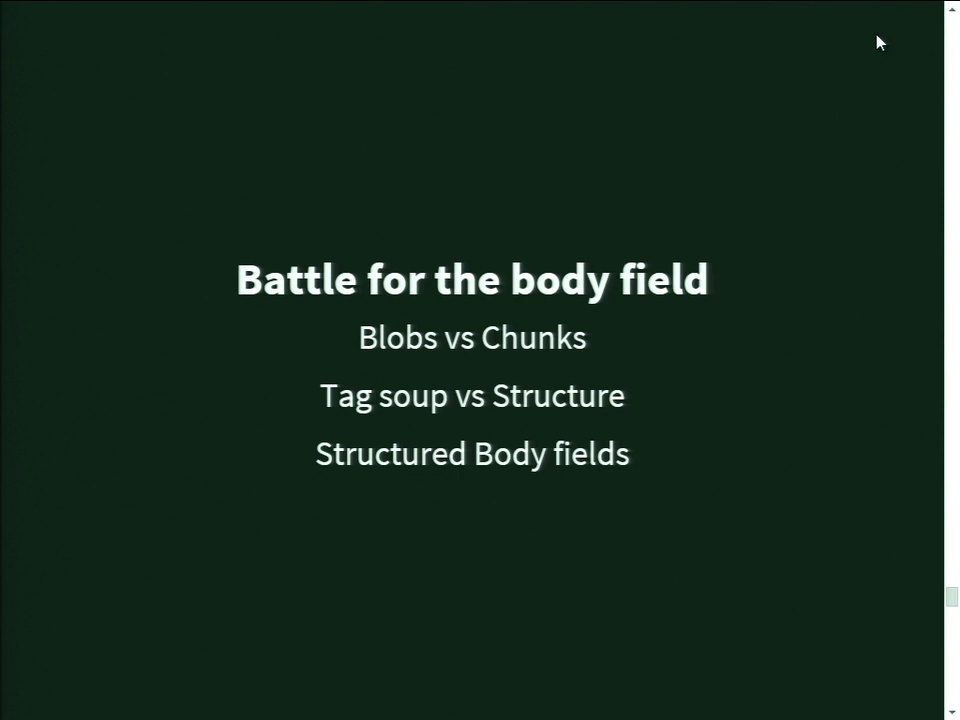 Battle for the body field
Blobs vs Chunks
Tag soup vs Structure
Structured Body fields